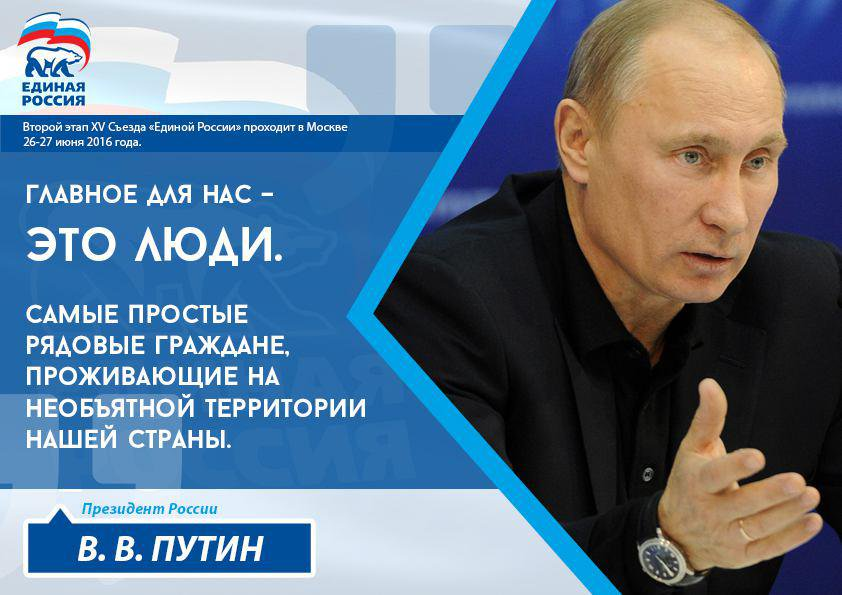 ЕДИНАЯ
РОССИЯ
Второй этап XV Съезда «Единой России» проходит в Москве
26-27 июня 2016 года.
ГЛАВНОЕ ДЛЯ НАС –
ЭТО ЛЮДИ.
САМЫЕ ПРОСТЫЕ
РЯДОВЫЕ ГРАЖДАНЕ,
ПРОЖИВАЮЩИЕ НА
НЕОБЪЯТНОЙ ТЕРРИТОРИИ
НАШЕЙ СТРАНЫ.
Президент России
В. В. ПУТИН